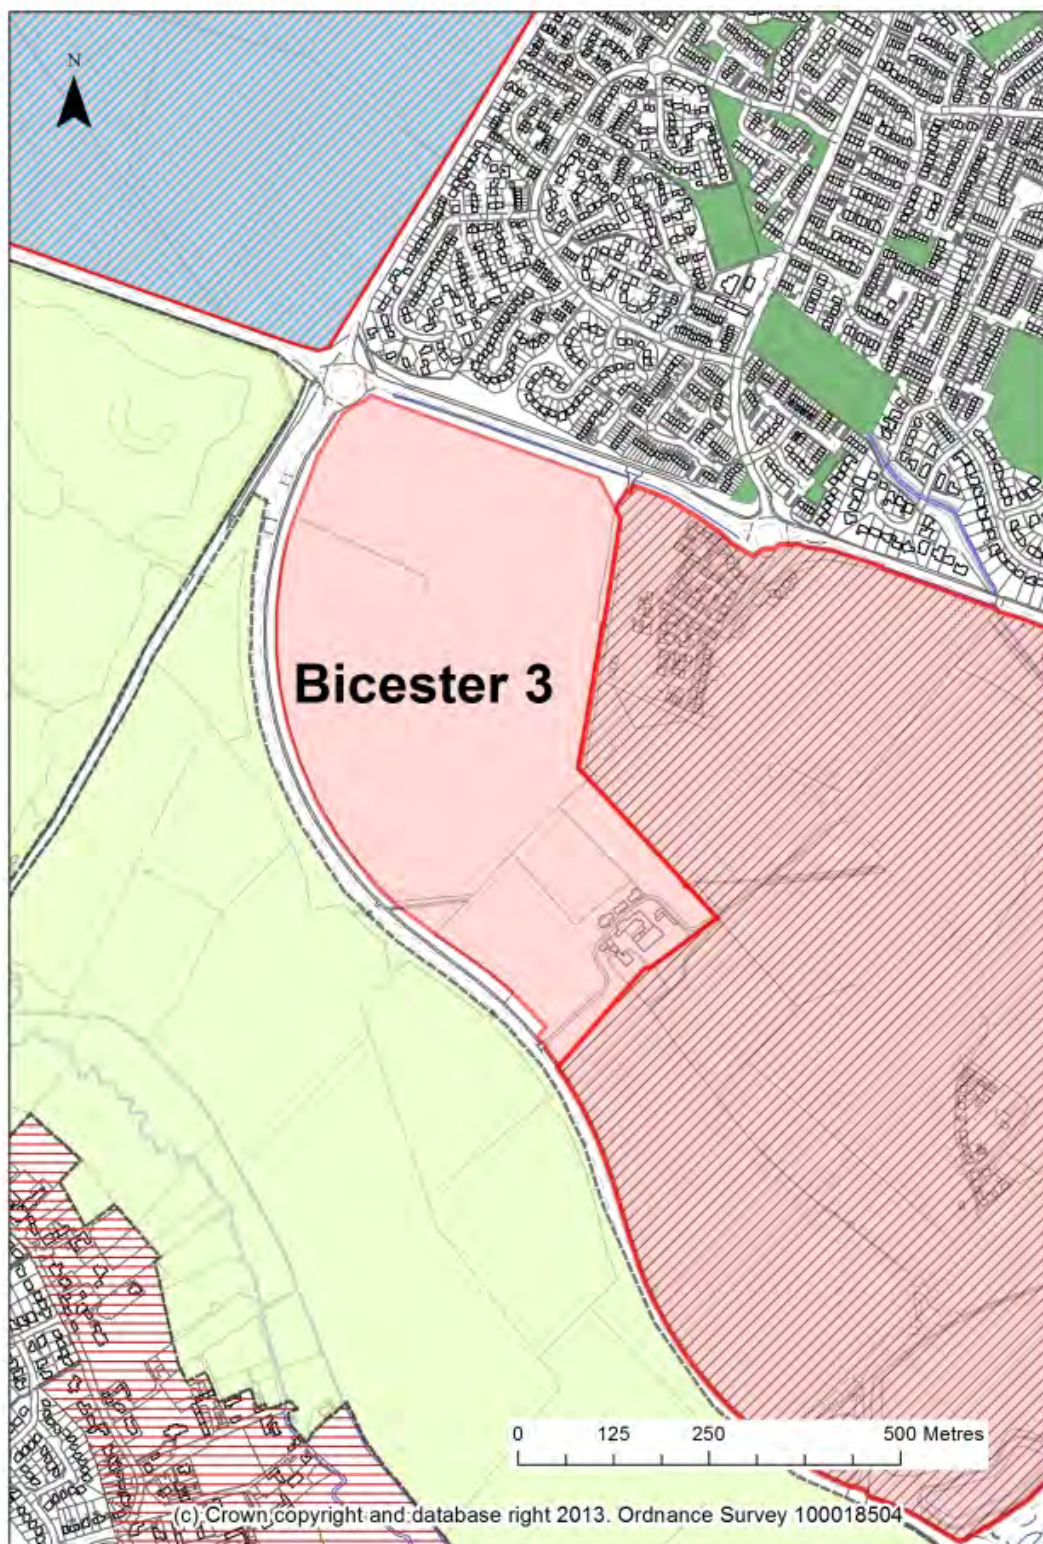 N
Bicester 3
0 125 250 500 Metres
(c) Crown copyright and database right 2013. Ordnance Survey 100018504